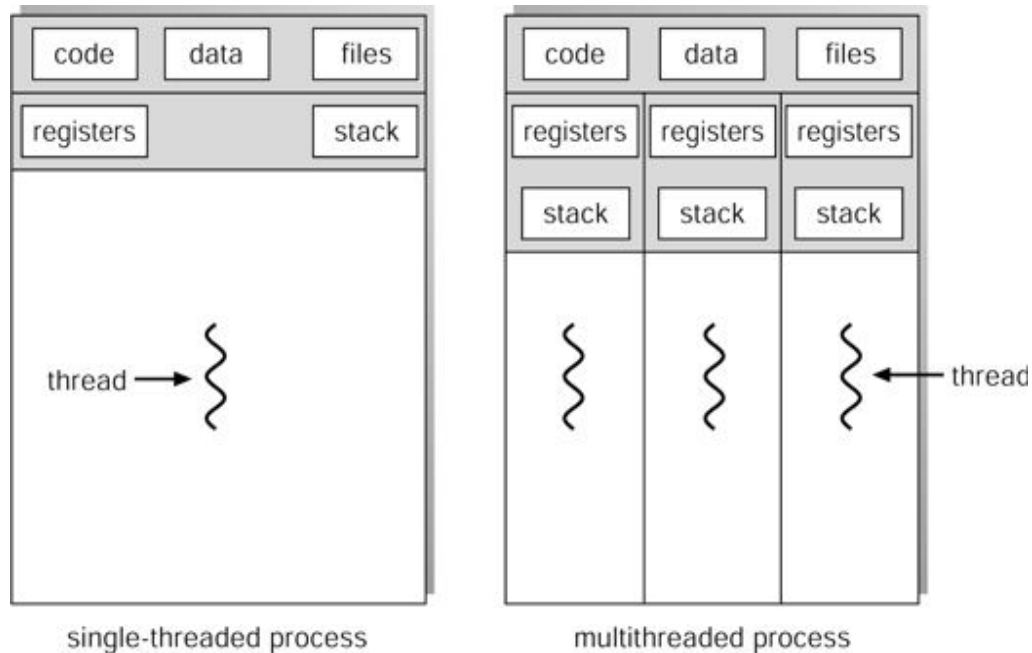 code data files
registers stack
thread
single-threaded process
code data files
registers registers registers
stack stack stack
thread
multithreaded process